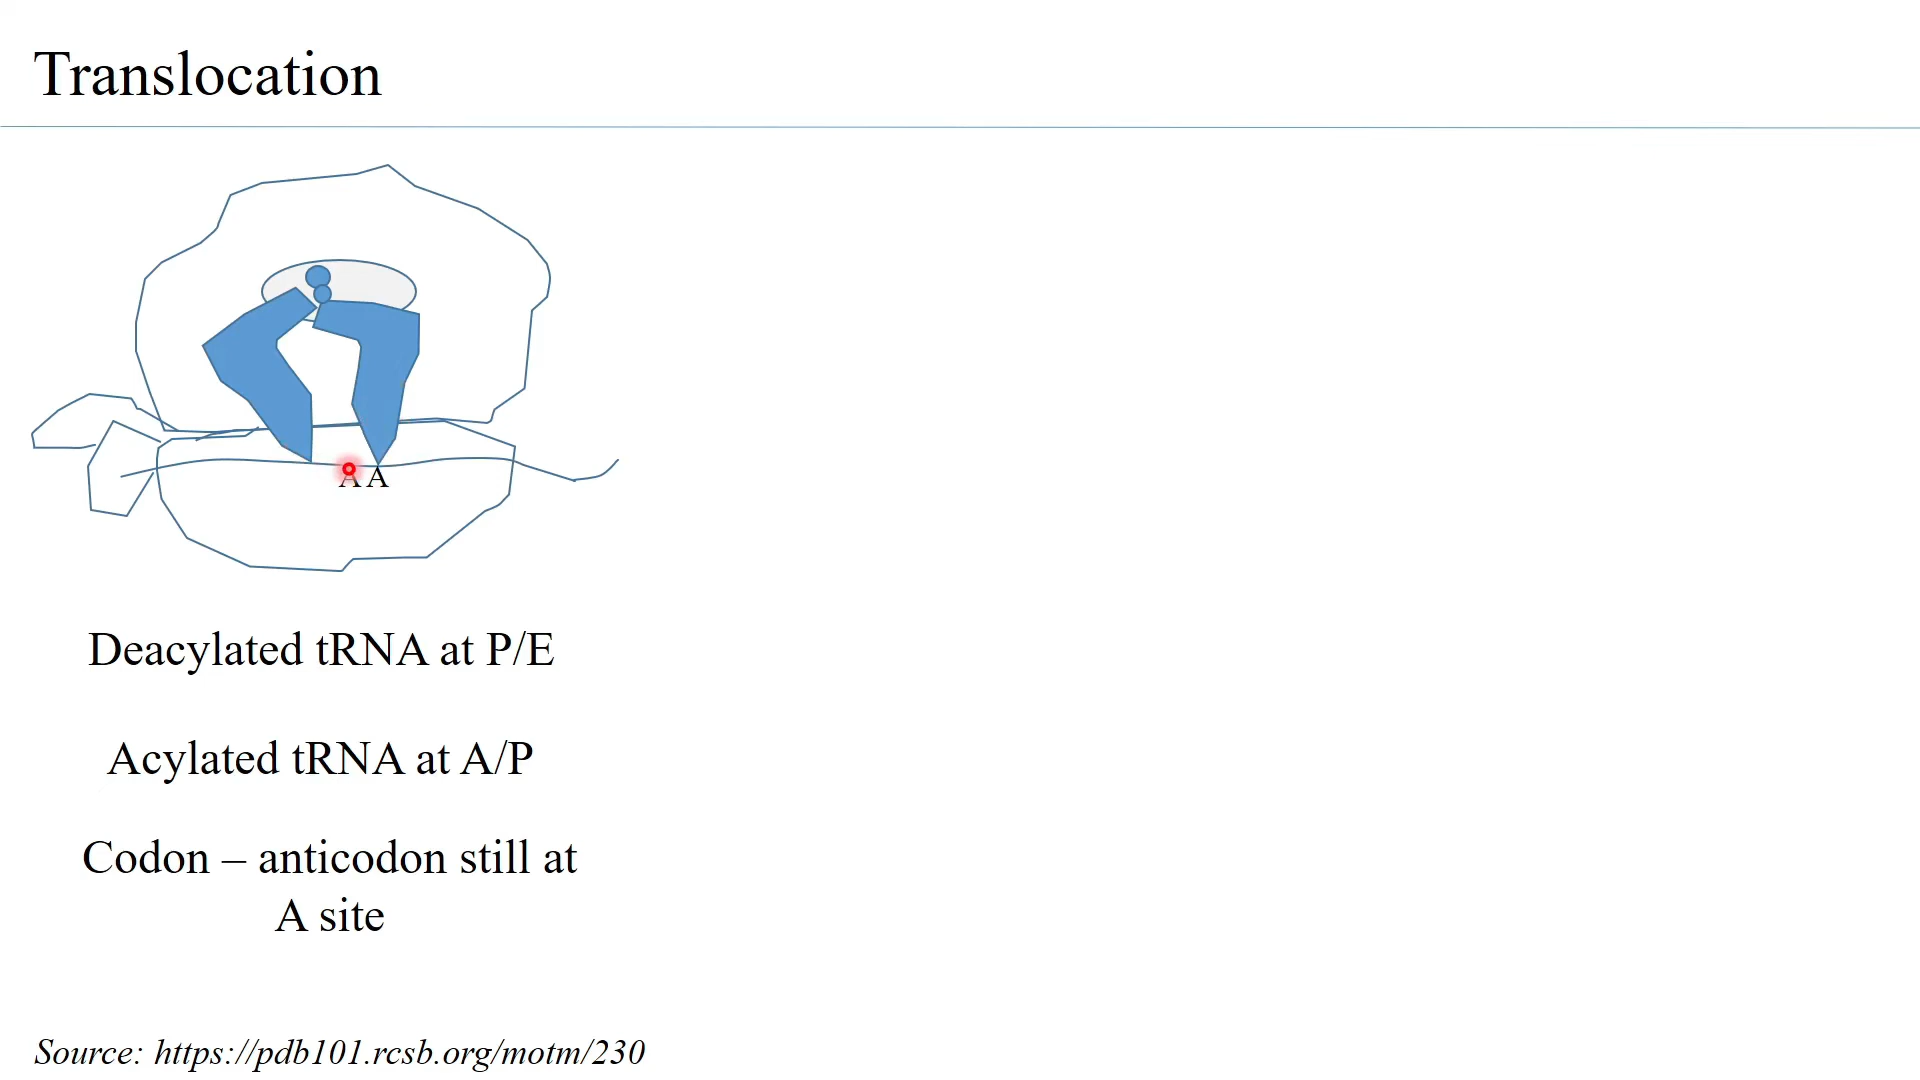 Translocation
A A
Deacylated tRNA at P/E
Acylated tRNA at A/P
Codon – anticodon still at
A site
Source: https://pdb101.rcsb.org/motm/230